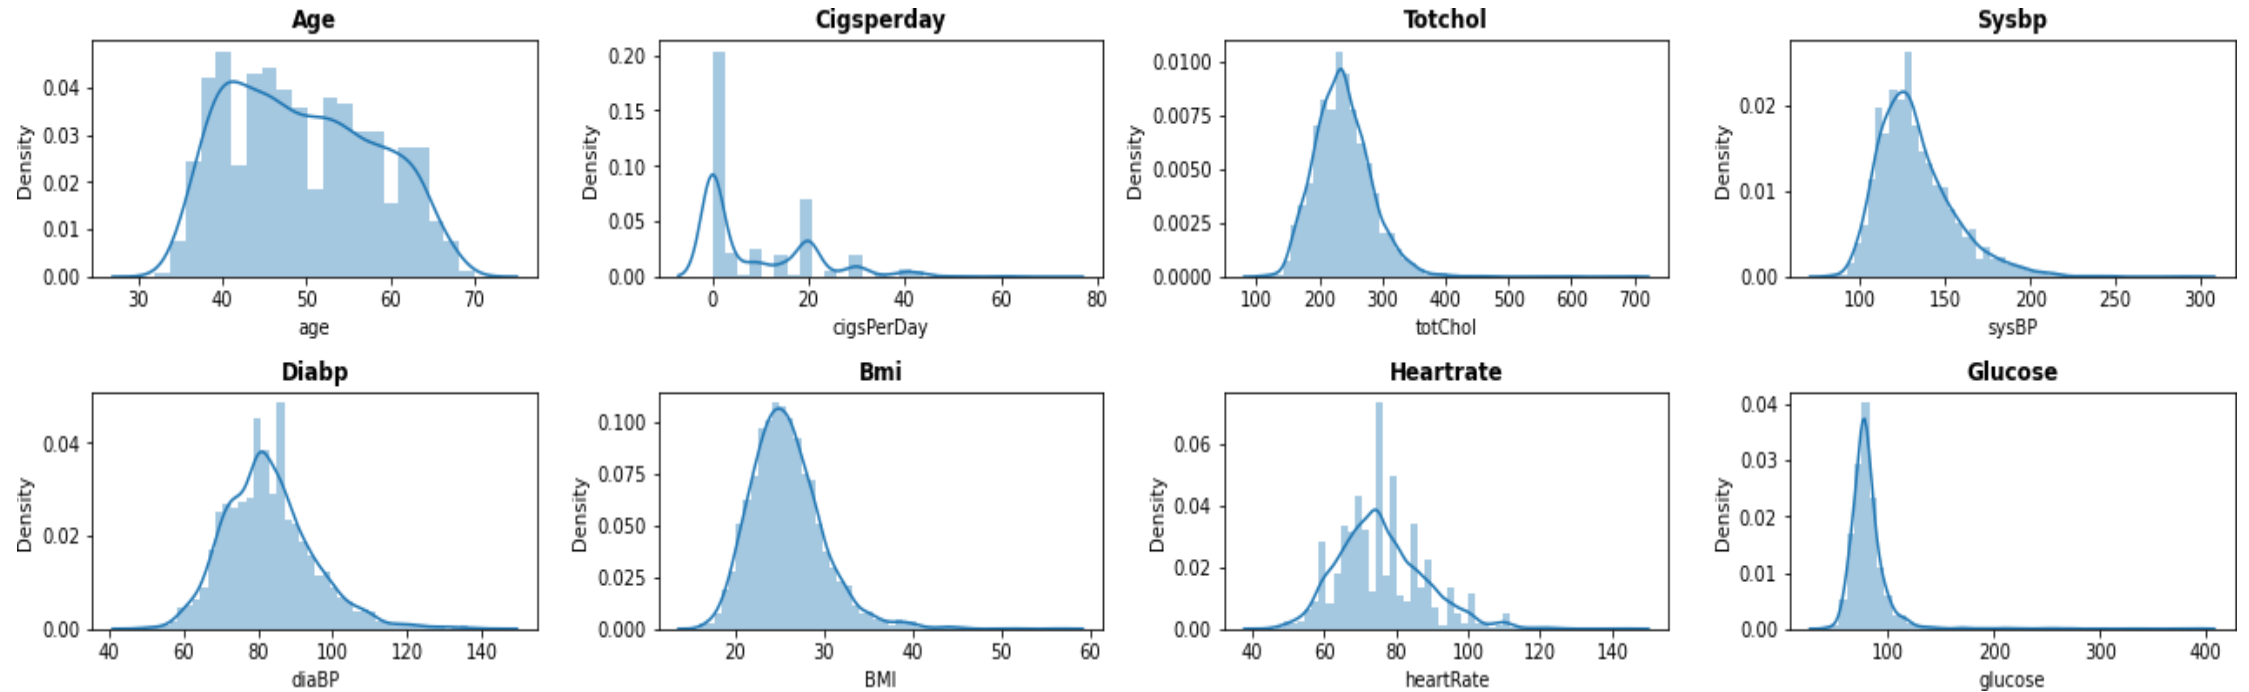 Age
Cigsperday
Totchol
Sysbp
Density
0.04
0.03
0.02
0.01
0.00
30 40 50 60 70
age
Density
0.20
0.15
0.10
0.05
0.00
0 20 40 60 80
cigsPerDay
Density
0.0100
0.0075
0.0050
0.0025
0.0000
100 200 300 400 500 600 700
totChol
Density
0.02
0.01
0.00
100 150 200 250 300
sysBP
Diabp
Bmi
Heartrate
Glucose
Density
0.04
0.02
0.00
40 60 80 100 120 140
diaBP
Density
0.100
0.075
0.050
0.025
0.000
20 30 40 50 60
BMI
Density
0.06
0.04
0.02
0.00
40 60 80 100 120 140
heartRate
Density
0.04
0.03
0.02
0.01
0.00
100 200 300 400
glucose